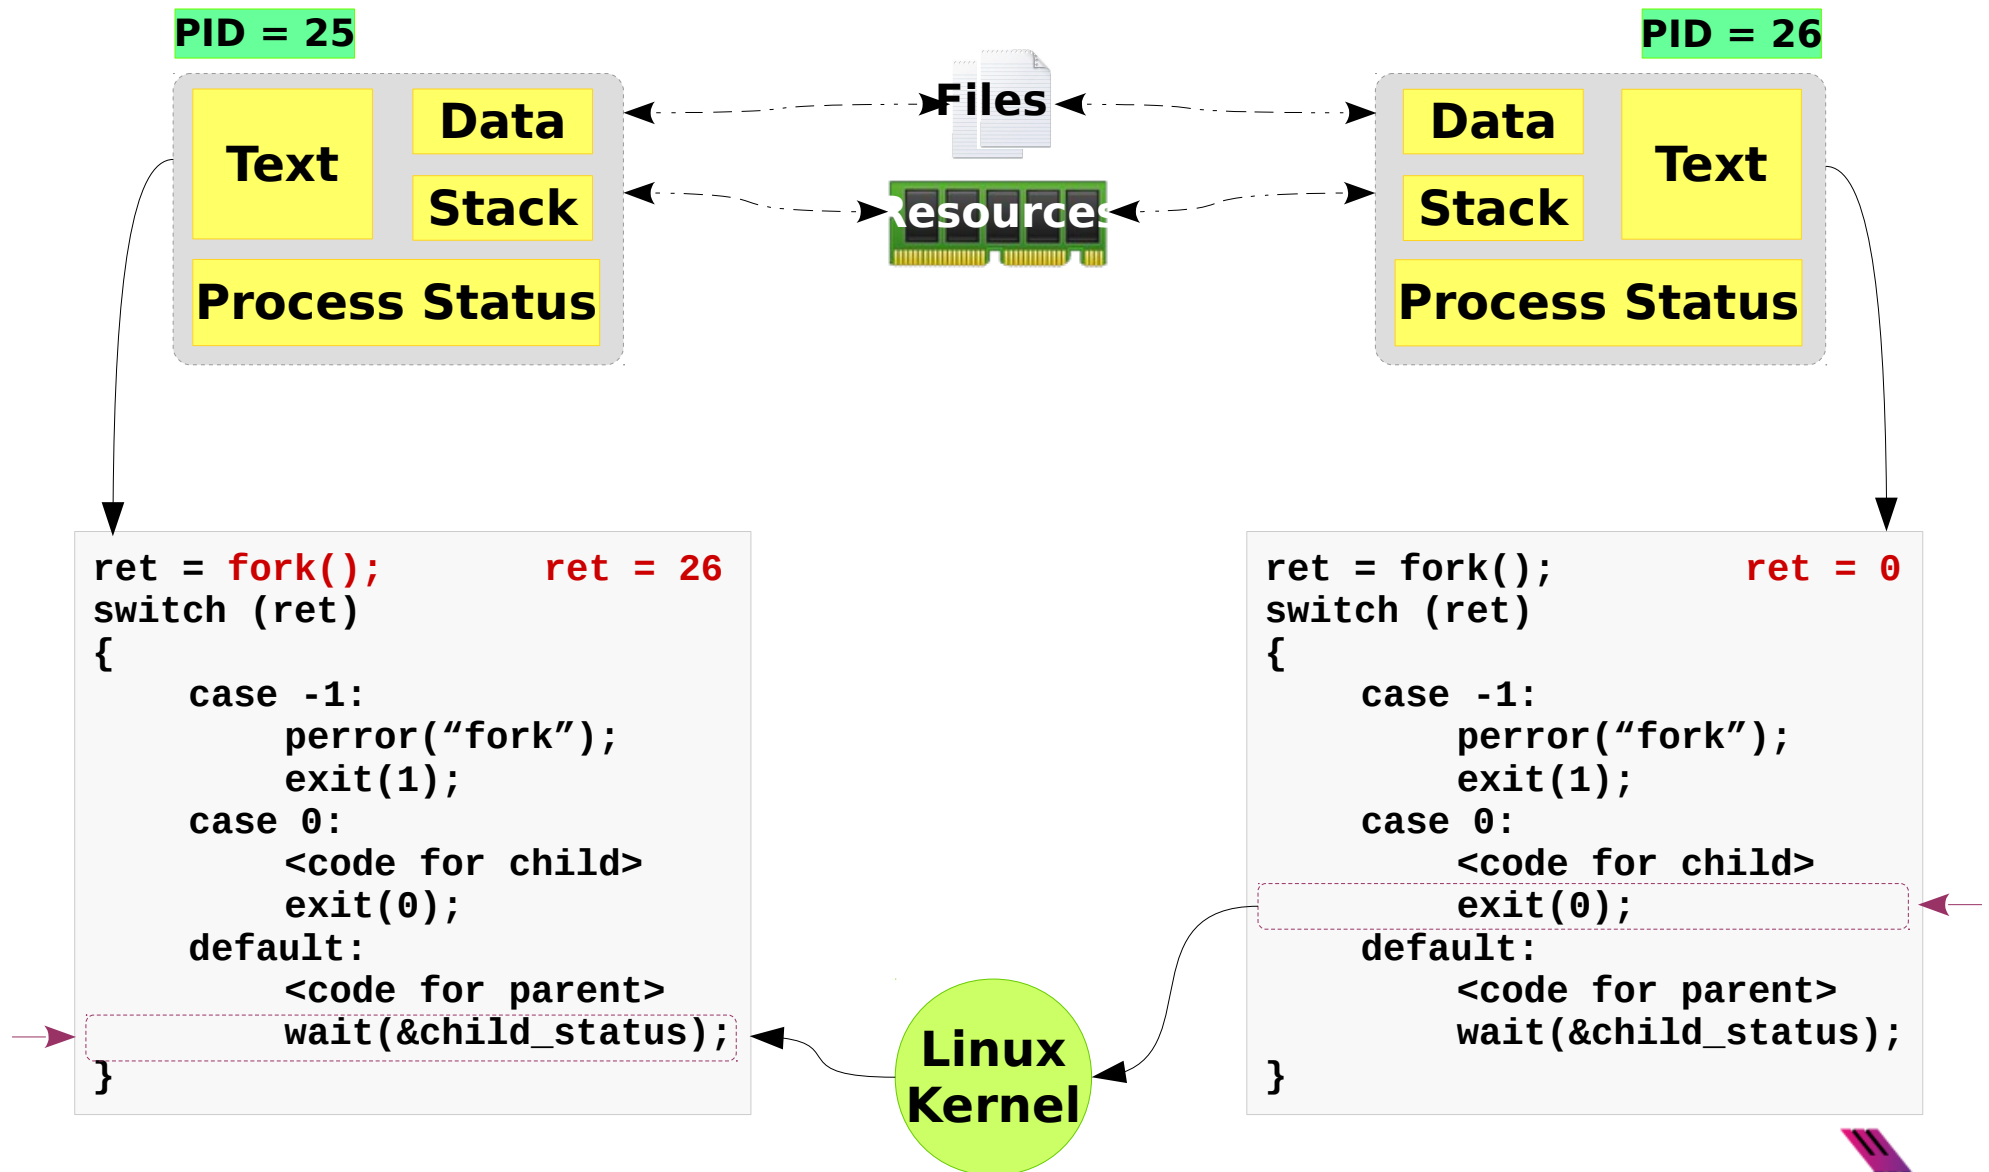 PID = 25
PID = 26
Text
Data
Stack
Process Status
Files
Resources
Data
Stack
Text
Process Status
ret = fork(); ret = 26
switch (ret)
{
case -1:
perror(“fork”);
exit(1);
case 0:
<code for child>
exit(0);
default:
<code for parent>
wait(&child_status);
}
Linux
Kernel
ret = fork(); ret = 0
switch (ret)
{
case -1:
perror(“fork”);
exit(1);
case 0:
<code for child>
exit(0);
default:
<code for parent>
wait(&child_status);
}